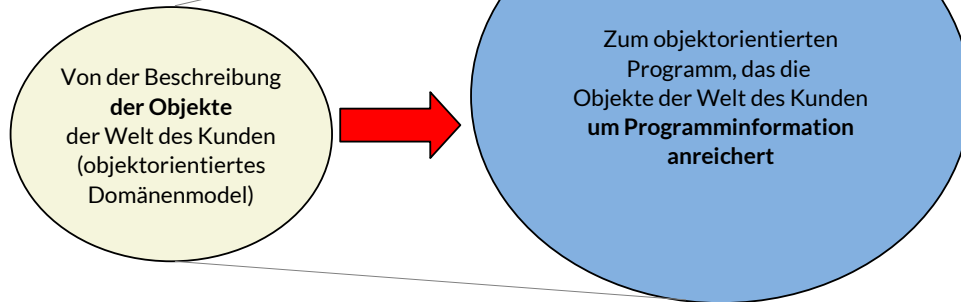 Von der Beschreibung
der Objekte
der Welt des Kunden
(objektorientiertes
Domänenmodel)
Zum objektorientierten
Programm, das die
Objekte der Welt des Kunden
um Programminformation
anreichert